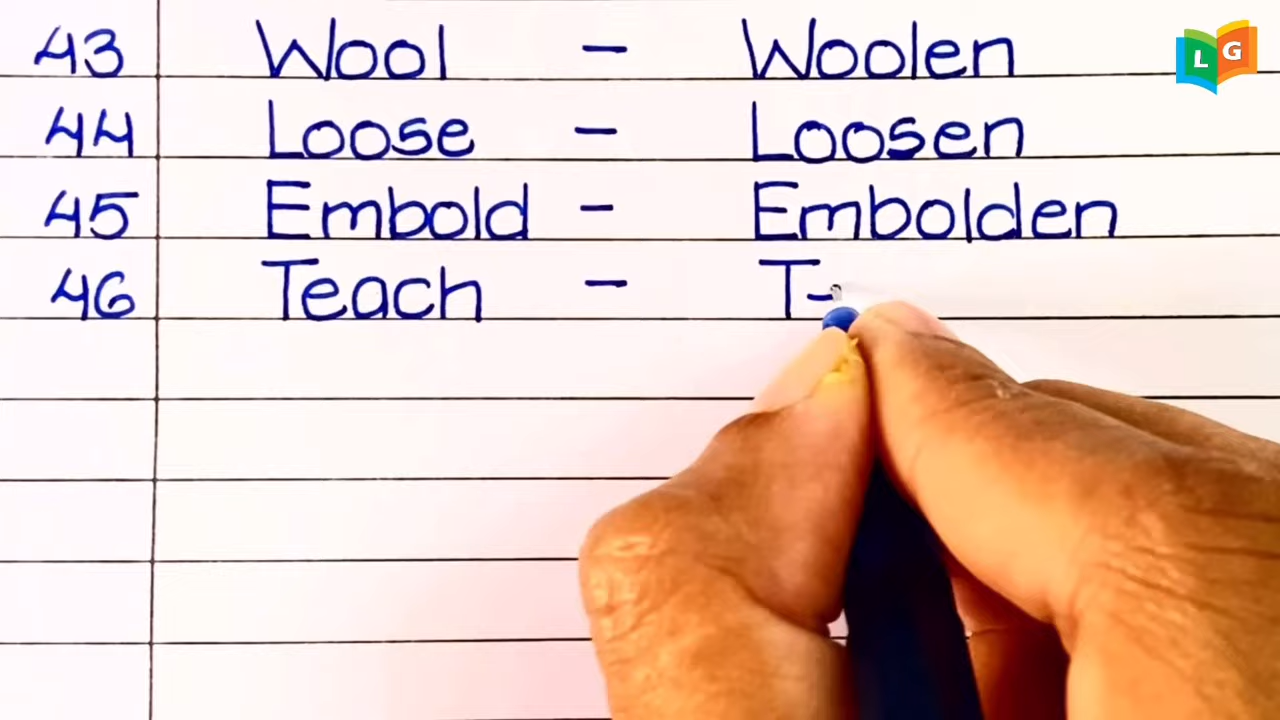 LG
43 Wool - Woolen
44 Loose - Loosen
45 Embold - Embolden
46 Teach - T